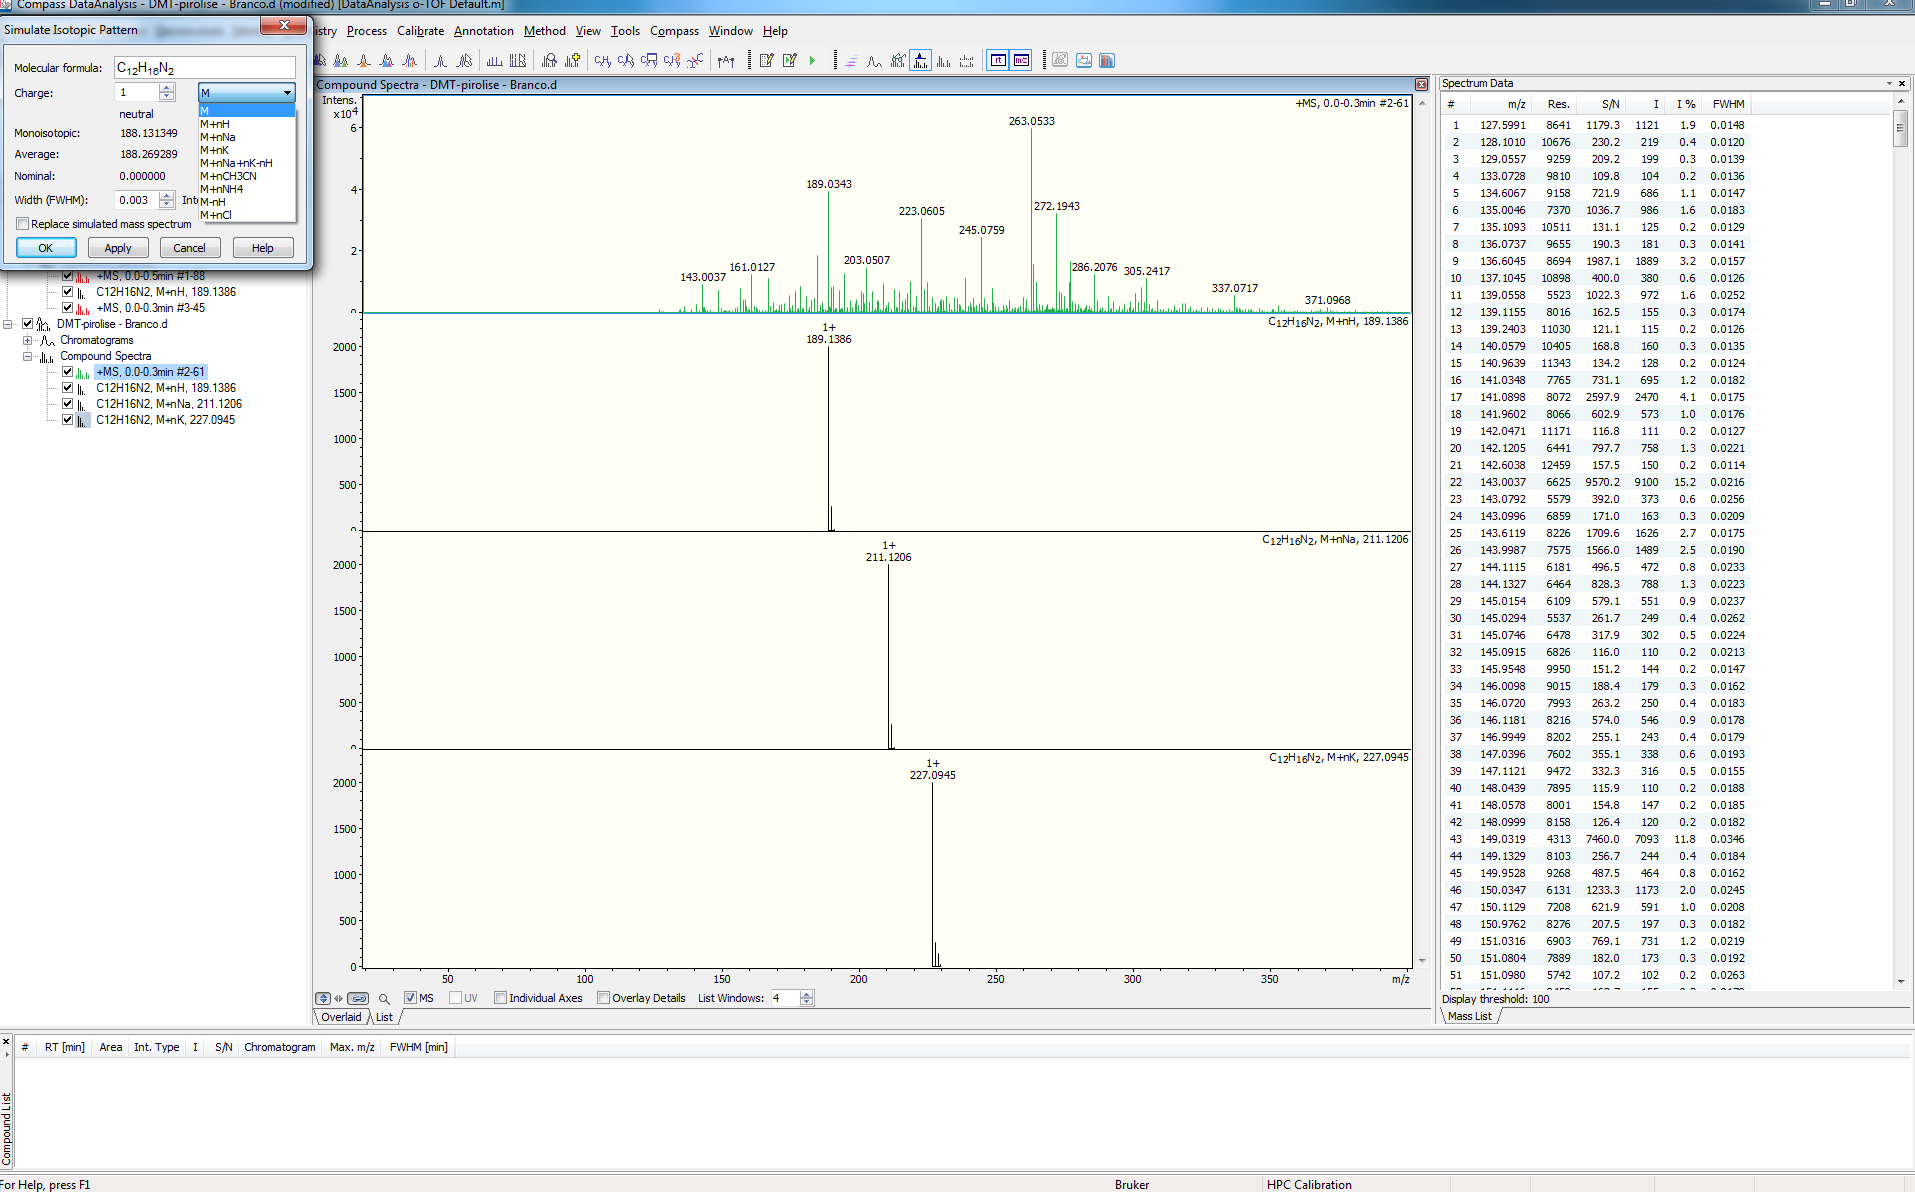 Compass DataAnalysis - DMT-pirolise - Branco.d (modified) [DataAnalysis o-TOF Default.m]
Simulate Isotopic Pattern
Process Calibrate Annotation Method View Tools Compass Window Help
Molecular formula: C12H16N2
Charge: 1 M
neutral
Monoisotopic: 188.131349
Average: 188.269289
Nominal: 0.000000
Width (FWHM): 0.003
M
M+nH
M+nNa
M+nK
M+nNa+nK-nH
M+nCH3CN
M+nNH4
M-nH
M+nCl
Replace simulated mass spectrum
OK Apply Cancel Help
+MS, 0.0-0.5min #1-88
C12H16N2, M+nH, 189.1386
+MS, 0.0-0.3min #3-45
DMT-pirolise - Branco.d
Chromatograms
Compound Spectra
+MS, 0.0-0.3min #2-61
C12H16N2, M+nH, 189.1386
C12H16N2, M+nNa, 211.1206
C12H16N2, M+nK, 227.0945
Compound Spectra - DMT-pirolise - Branco.d
Intens.
x10^4
+MS, 0.0-0.3min #2-61
6
4
2
0
143.0037
161.0127
189.0343
203.0507
223.0605
245.0759
263.0533
272.1943
286.2076
305.2417
337.0717
371.0968
C12H16N2, M+nH, 189.1386
1+
189.1386
2000
1500
1000
500
0
C12H16N2, M+nNa, 211.1206
1+
211.1206
2000
1500
1000
500
0
C12H16N2, M+nK, 227.0945
1+
227.0945
2000
1500
1000
500
0
50 100 150 200 250 300 350 m/z
MS UV Individual Axes Overlay Details List Windows: 4
Overlaid List
Spectrum Data
# m/z Res. S/N I I % FWHM
1 127.5991 8641 1179.3 1121 1.9 0.0148
2 128.1010 10676 230.2 219 0.4 0.0120
3 129.0557 9259 209.2 199 0.3 0.0139
4 133.0728 9810 109.8 104 0.2 0.0136
5 134.6067 9158 721.9 686 1.1 0.0147
6 135.0046 7370 1036.7 986 1.6 0.0183
7 135.1093 10511 131.1 125 0.2 0.0129
8 136.0737 9655 190.3 181 0.3 0.0141
9 136.6045 8694 1987.1 1889 3.2 0.0157
10 137.1045 10898 400.0 380 0.6 0.0126
11 139.0558 5523 1022.3 972 1.6 0.0252
12 139.1155 8016 162.5 155 0.3 0.0174
13 139.2403 11030 121.1 115 0.2 0.0126
14 140.0579 10405 168.8 160 0.3 0.0135
15 140.9639 11343 134.2 128 0.2 0.0124
16 141.0348 7765 731.1 695 1.2 0.0182
17 141.0898 8072 2597.9 2470 4.1 0.0175
18 141.9602 8066 602.9 573 1.0 0.0176
19 142.0471 11171 116.8 111 0.2 0.0127
20 142.1205 6441 797.7 758 1.3 0.0221
21 142.6038 12459 157.5 150 0.2 0.0114
22 143.0037 6625 9570.2 9100 15.2 0.0216
23 143.0792 5579 392.0 373 0.6 0.0256
24 143.0996 6859 171.0 163 0.3 0.0209
25 143.6119 8226 1709.6 1626 2.7 0.0175
26 143.9987 7575 1566.0 1489 2.5 0.0190
27 144.1115 6181 496.5 472 0.8 0.0233
28 144.1327 6464 828.3 788 1.3 0.0223
29 145.0154 6109 579.1 551 0.9 0.0237
30 145.0294 5537 261.7 249 0.4 0.0262
31 145.0746 6478 317.9 302 0.5 0.0224
32 145.0915 6826 116.0 110 0.2 0.0213
33 145.9548 9950 151.2 144 0.2 0.0147
34 146.0098 9015 188.4 179 0.3 0.0162
35 146.0720 7993 263.2 250 0.4 0.0183
36 146.1181 8216 574.0 546 0.9 0.0178
37 146.9949 8202 255.1 243 0.4 0.0179
38 147.0396 7602 355.1 338 0.6 0.0193
39 147.1121 9472 332.3 316 0.5 0.0155
40 148.0439 7895 115.9 110 0.2 0.0188
41 148.0578 8001 154.8 147 0.2 0.0185
42 148.0999 8158 126.4 120 0.2 0.0182
43 149.0319 4313 7460.0 7093 11.8 0.0346
44 149.1329 8103 256.7 244 0.4 0.0184
45 149.9528 9268 487.5 464 0.8 0.0162
46 150.0347 6131 1233.3 1173 2.0 0.0245
47 150.1129 7208 621.9 591 1.0 0.0208
48 150.9762 8276 207.5 197 0.3 0.0182
49 151.0316 6903 769.1 731 1.2 0.0219
50 151.0804 7889 182.0 173 0.3 0.0192
51 151.0980 5742 107.2 102 0.2 0.0263
Display threshold: 100
Mass List
# RT [min] Area Int. Type I S/N Chromatogram Max. m/z FWHM [min]
Compound List
For Help, press F1
Bruker
HPC Calibration